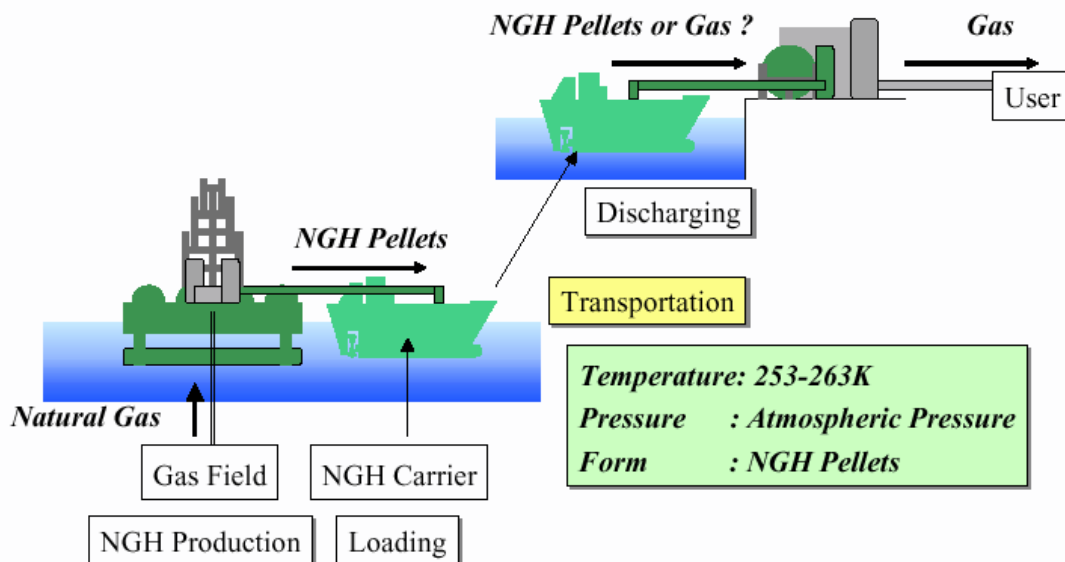 NGH Pellets or Gas ?
Gas
User
Discharging
NGH Pellets
Transportation
Temperature: 253-263K
Pressure : Atmospheric Pressure
Form : NGH Pellets
Natural Gas
Gas Field
NGH Carrier
NGH Production
Loading